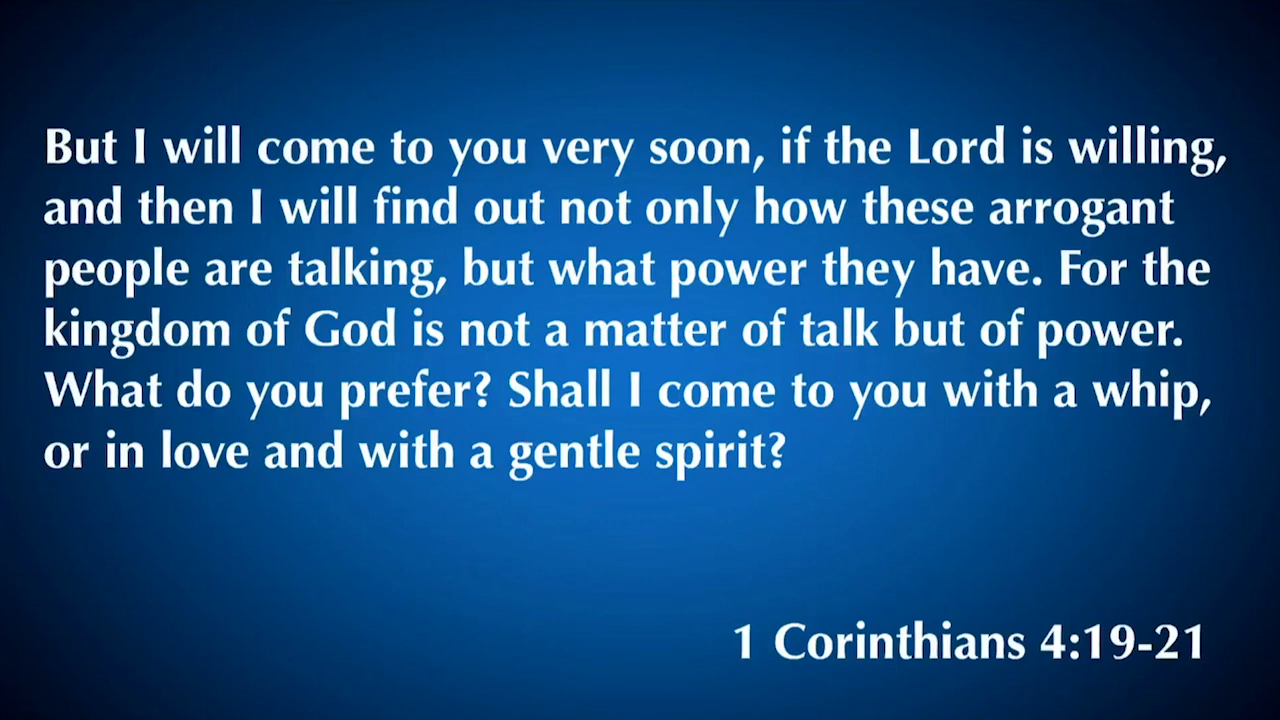 But I will come to you very soon, if the Lord is willing,
and then I will find out not only how these arrogant
people are talking, but what power they have. For the
kingdom of God is not a matter of talk but of power.
What do you prefer? Shall I come to you with a whip,
or in love and with a gentle spirit?
1 Corinthians 4:19-21